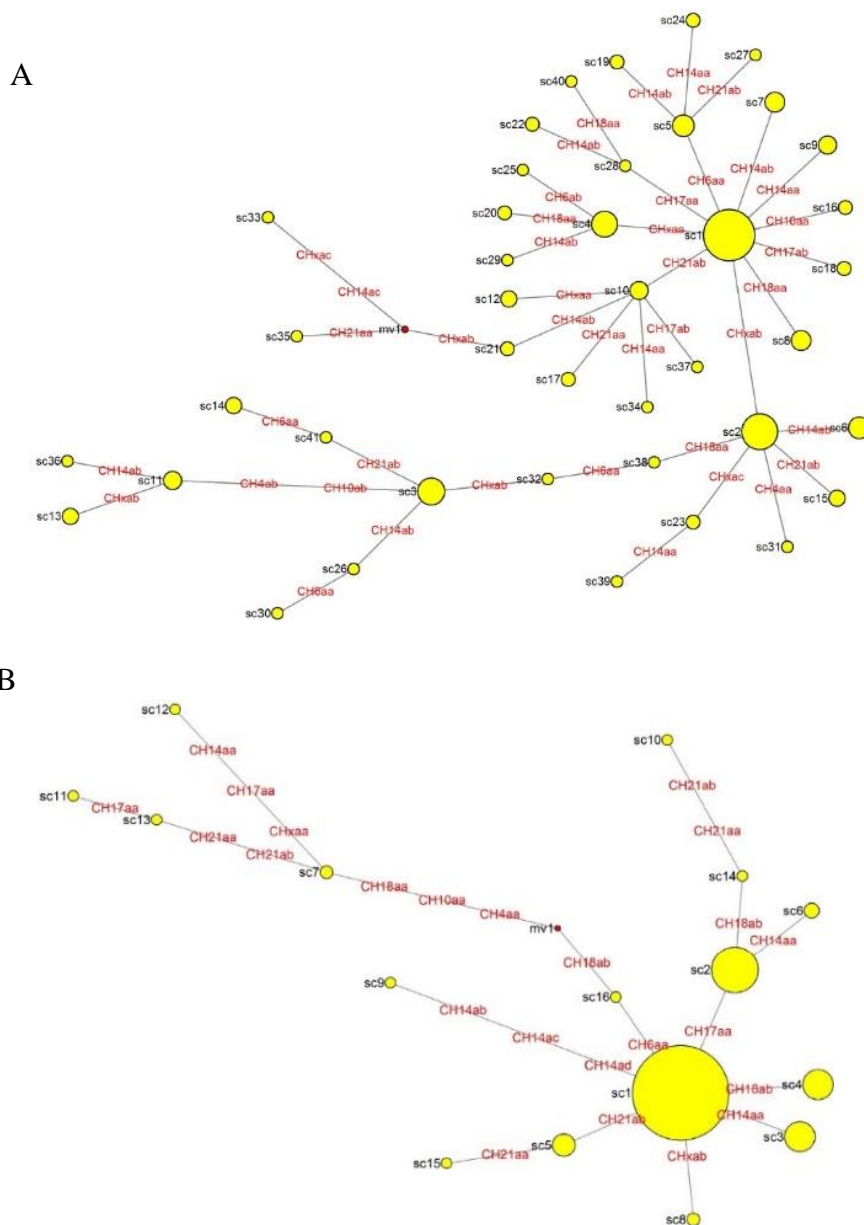 A
sc24
sc27
sc19
CH14aa
sc40
CH14ab
CH21ab
sc7
sc22
CH18aa
sc5
CH14ab
sc28
CH14ab
sc9
sc25
CH6aa
CH14aa
CH17aa
CH6ab
sc16
sc33
sc20
CH18aa
sc4
CHxaa
sc1
CH10aa
CH14ab
CH17ab
sc29
CHxac
CH21ab
sc18
sc12
CHxaa
sc10
CH18aa
CH14ac
CH14ab
mv1
CH21aa
CHxab
CH17ab
CHxab
sc35
sc21
CH21aa
sc8
CH14aa
sc37
sc17
sc14
sc34
CH6aa
sc41
sc2
CH14ab
sc6
sc36
CH14ab
CH21ab
sc38
CH18aa
CH21ab
sc11
CH4ab
CH10ab
sc3
CHxab
sc32
CH6aa
CHxac
CH4aa
sc15
CHxab
sc13
sc23
CH14ab
sc31
CH14aa
sc26
sc39
CH6aa
sc30
B
sc12
sc10
CH14aa
CH21ab
sc11
CH17aa
CH17aa
sc13
CHxaa
CH21aa
CH21aa
CH21ab
sc7
sc14
CH18aa
CH10aa
CH18ab
sc6
CH4aa
CH14aa
mv1
CH18ab
sc2
sc9
sc16
CH14ab
CH17aa
CH14ac
CH6aa
CH14ad
sc1
CH18ab
sc4
CH14aa
CH21ab
sc3
sc5
sc15
CH21aa
CHxab
sc8